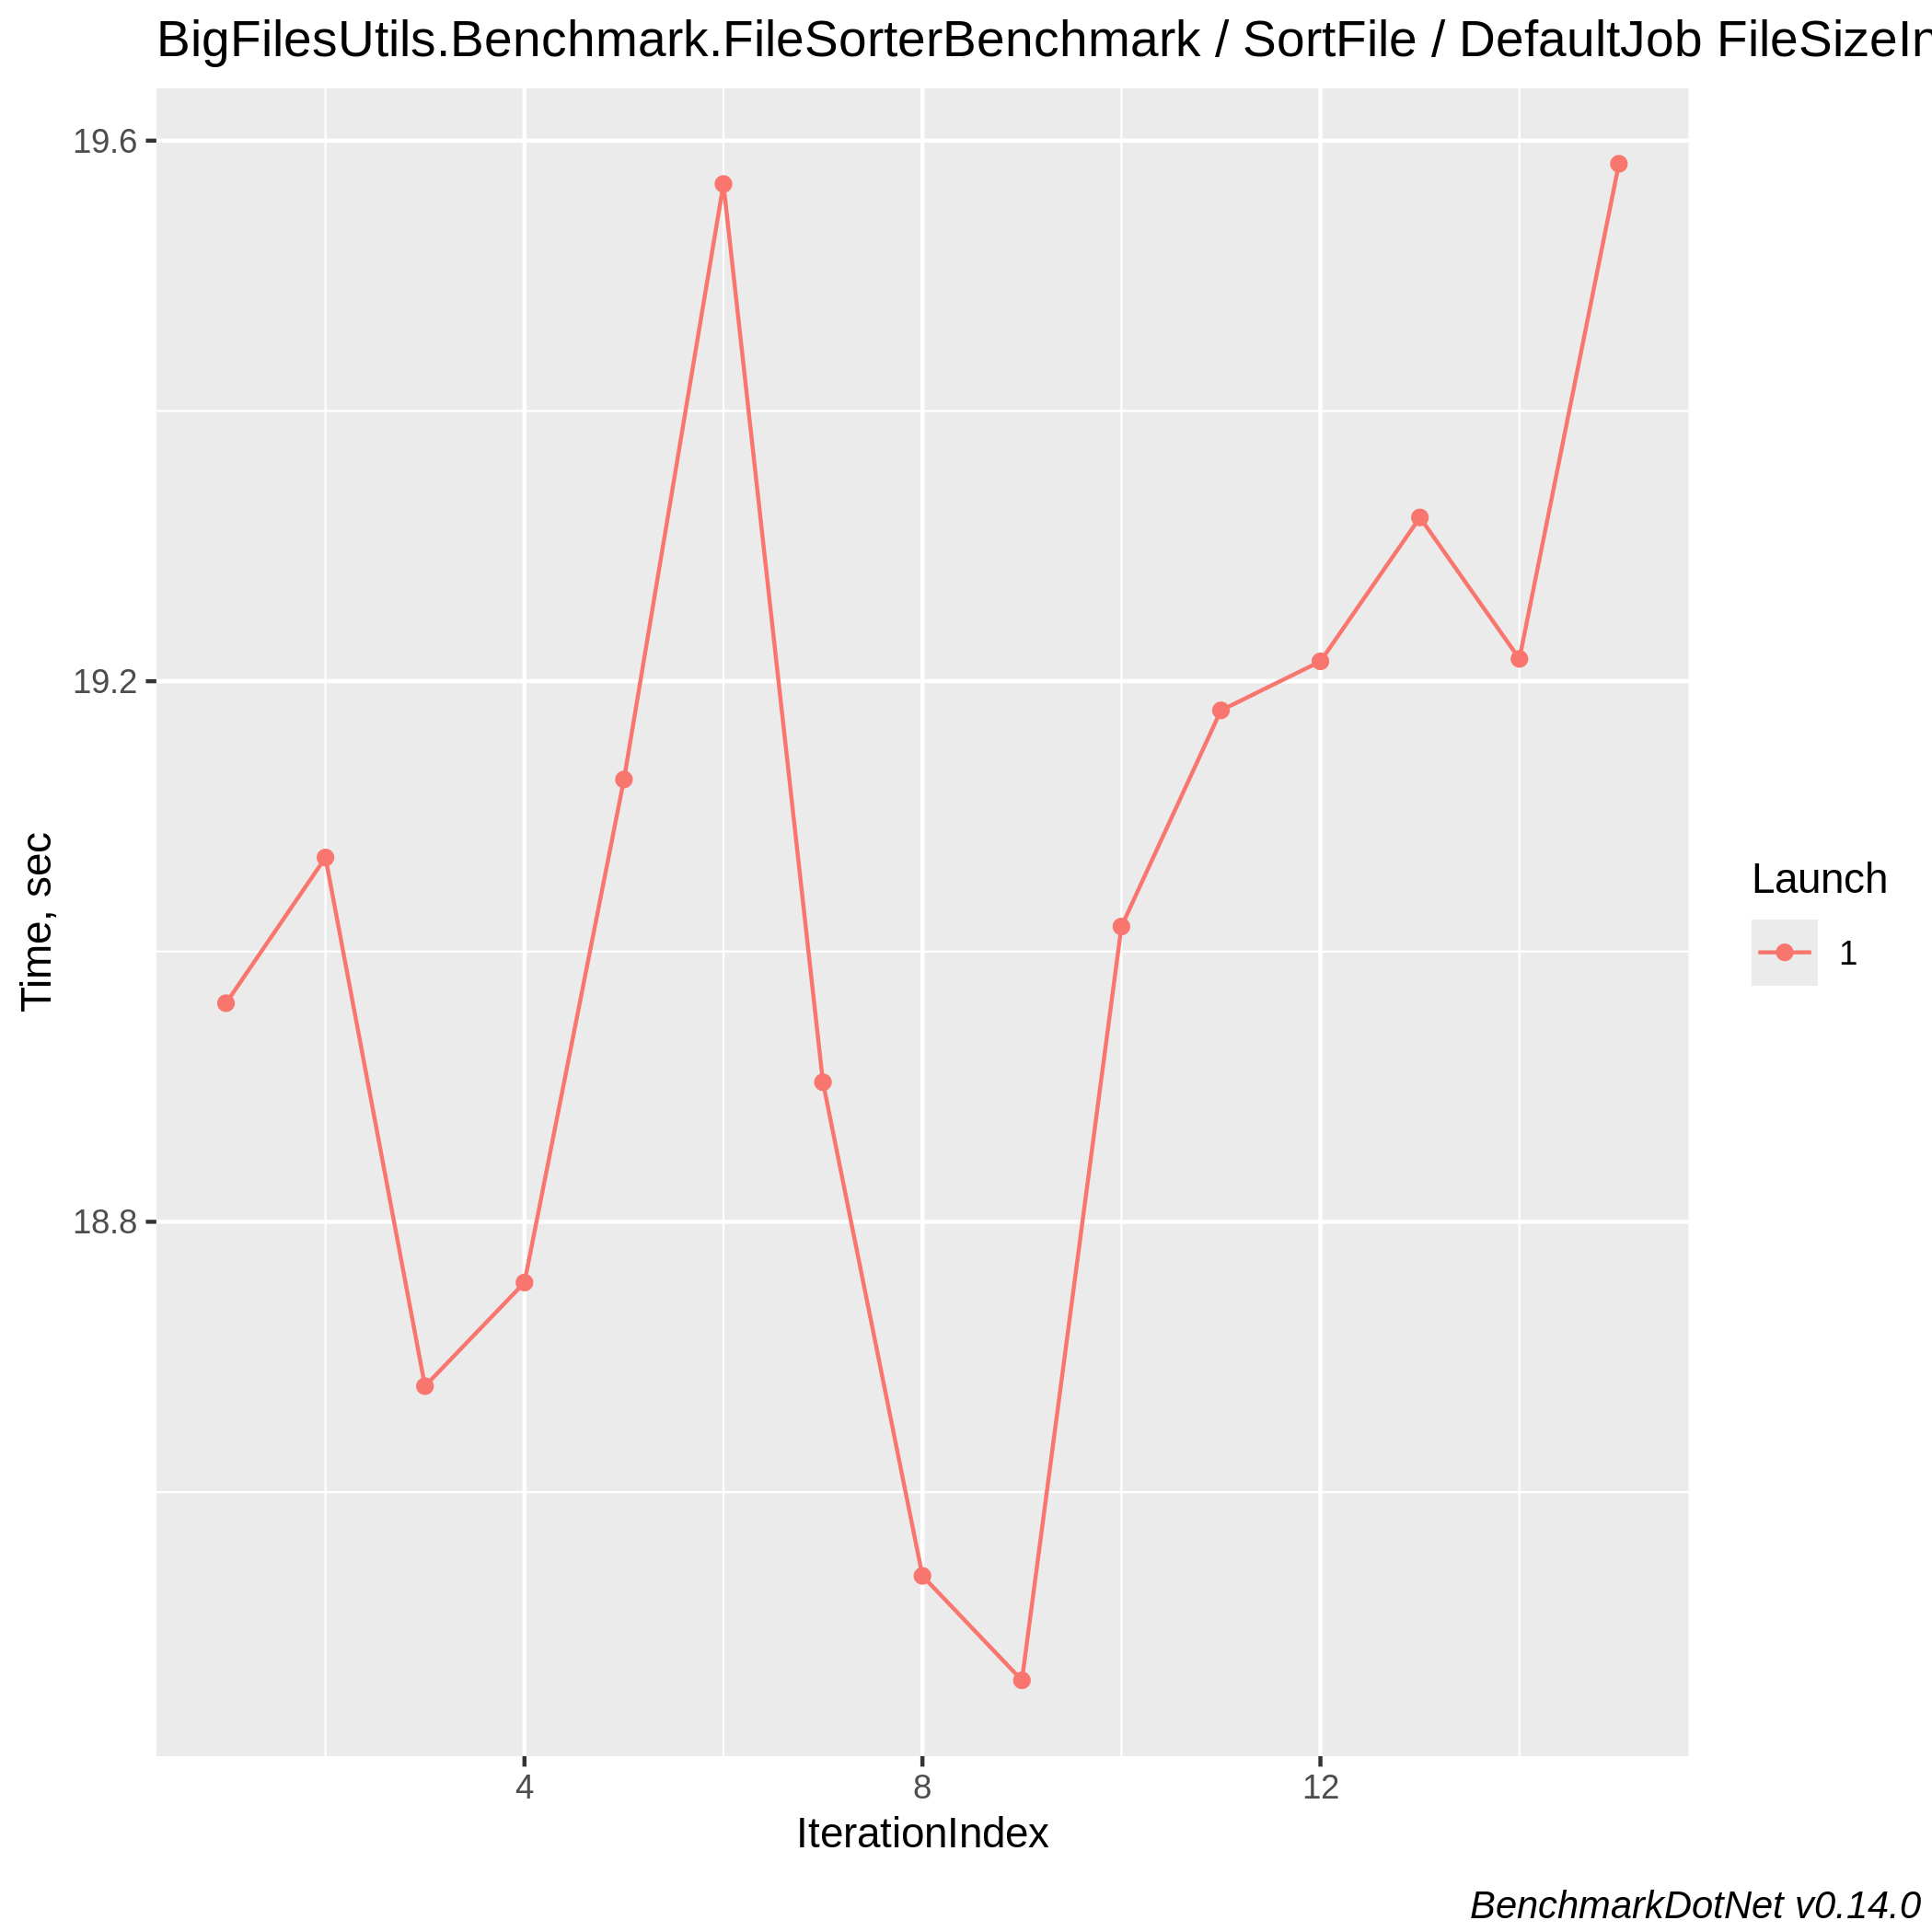 BigFilesUtils.Benchmark.FileSorterBenchmark / SortFile / DefaultJob FileSizeIn
19.6
19.2
18.8
Time, sec
4
8
12
IterationIndex
Launch
1
BenchmarkDotNet v0.14.0